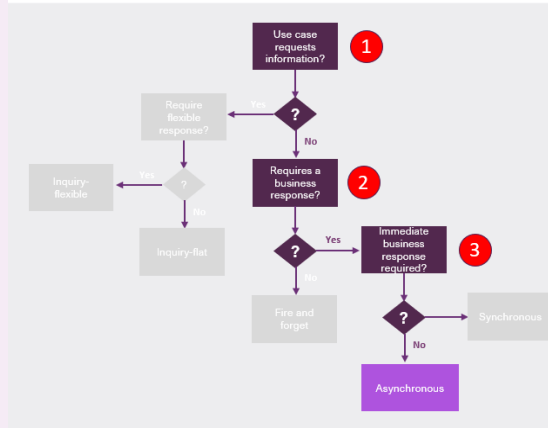 Use case
requests
information?
1
Require
flexible
response?
Yes
?
No
Inquiry-
flexible
Yes
?
No
Inquiry-flat
Requires a
business
response?
2
?
Yes
No
Immediate
business
response
required?
3
Fire and
forget
?
Synchronous
No
Asynchronous